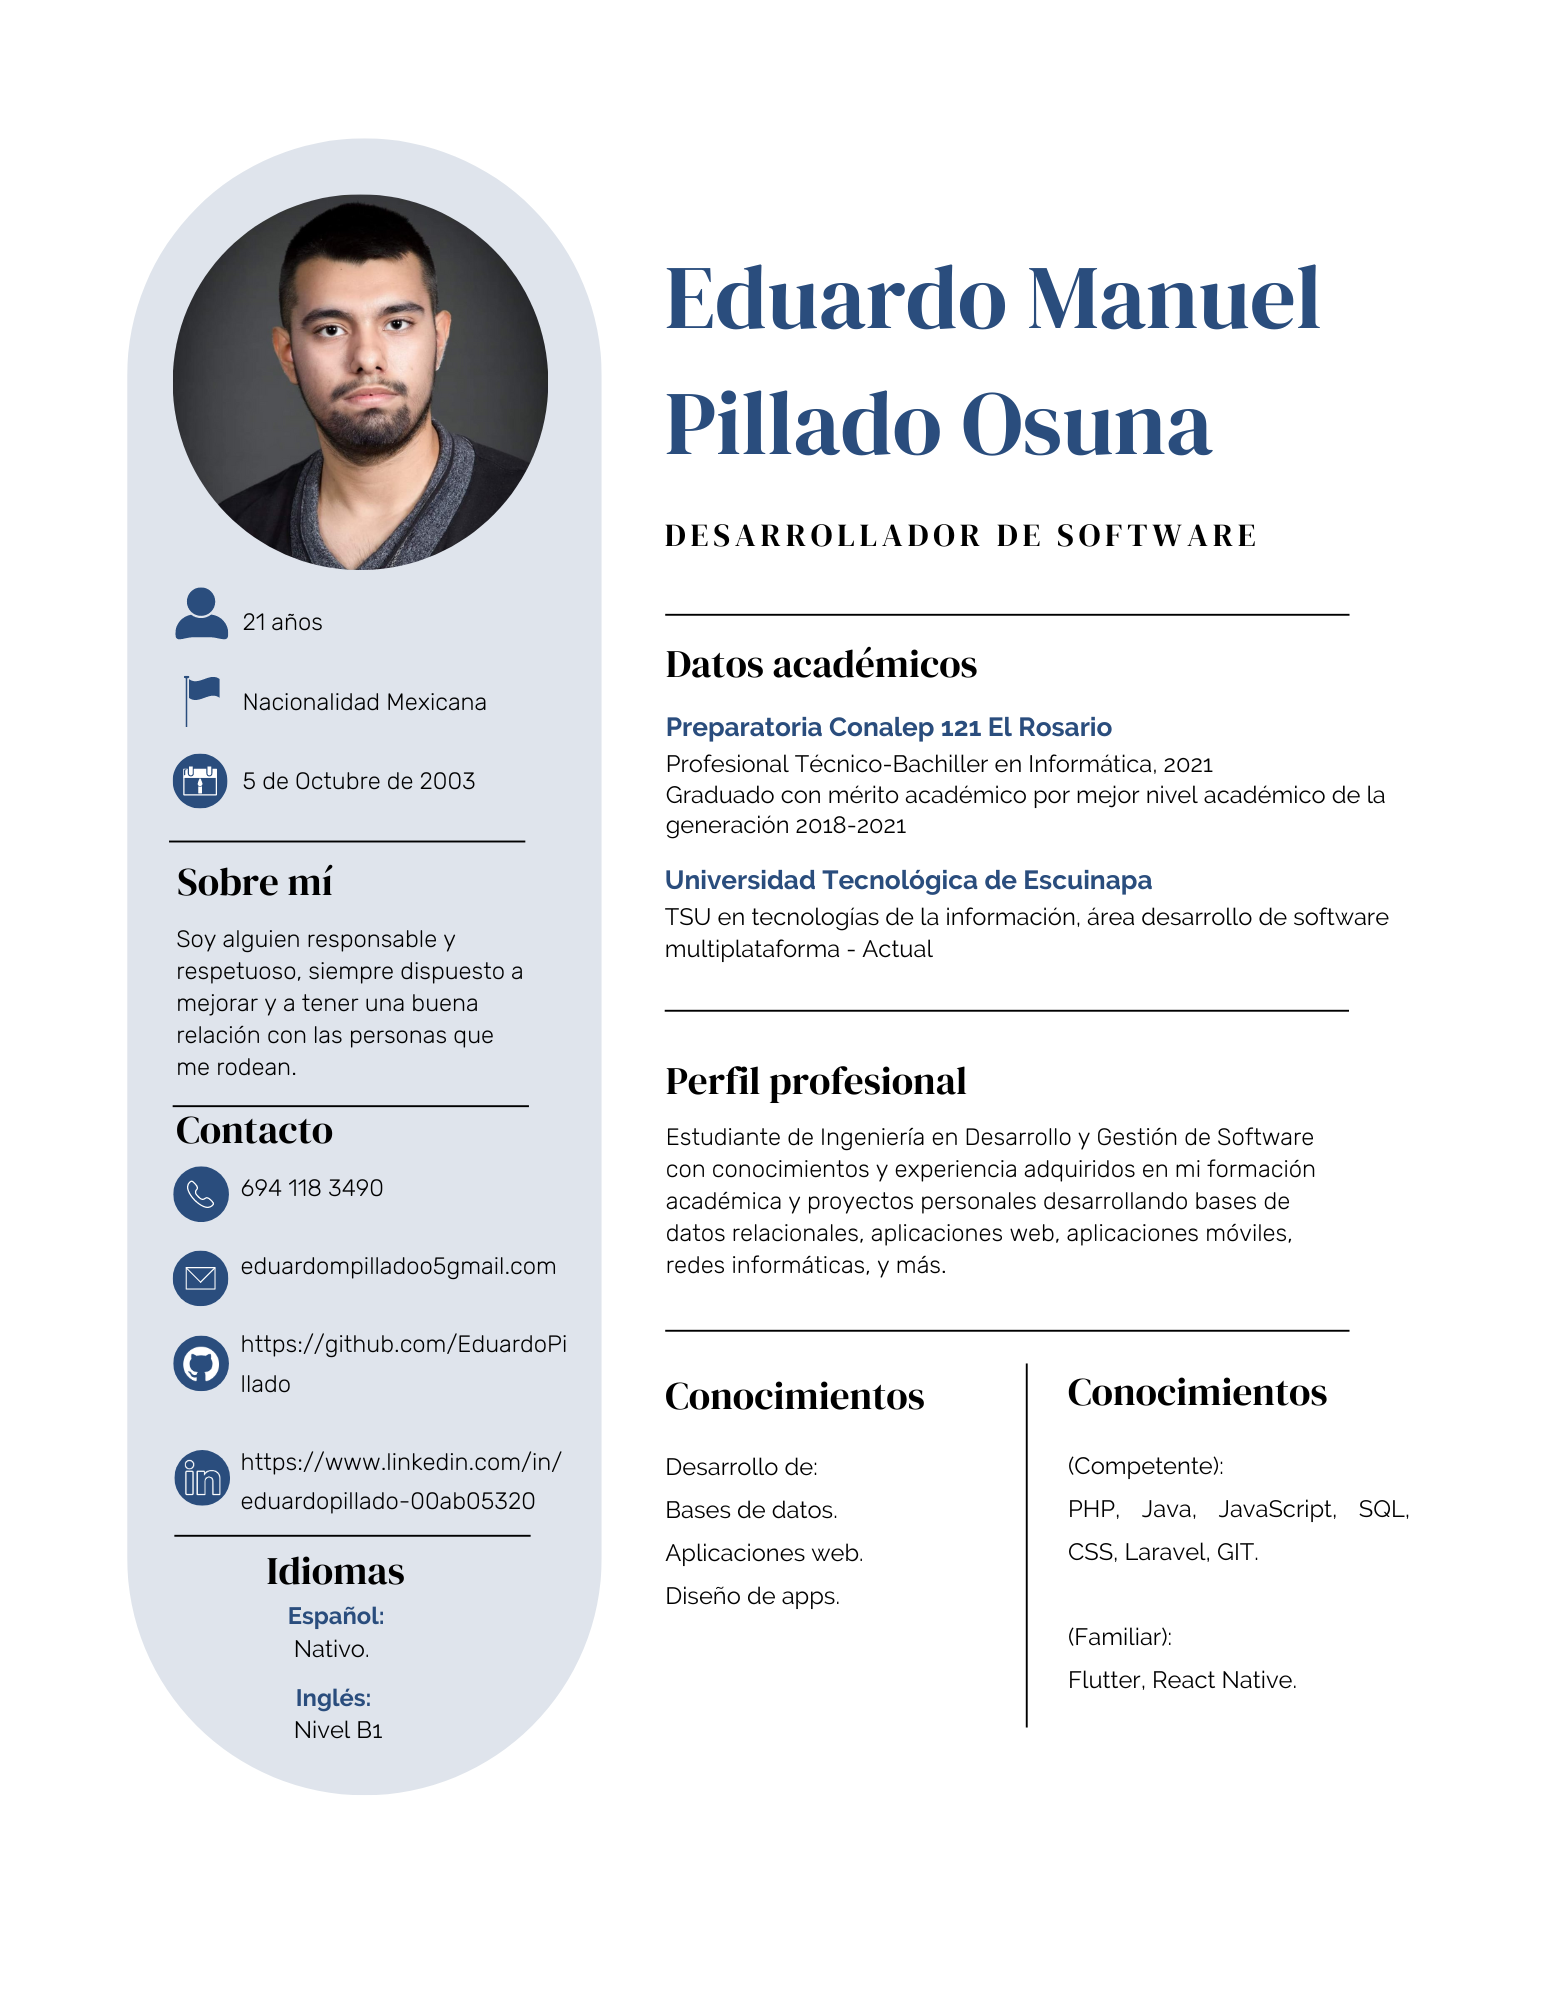 Eduardo Manuel
Pillado Osuna
DESARROLLADOR DE SOFTWARE
21 años
Nacionalidad Mexicana
5 de Octubre de 2003
Sobre mí
Soy alguien responsable y
respetuoso, siempre dispuesto a
mejorar y a tener una buena
relación con las personas que
me rodean.
Contacto
694 118 3490
eduardompilladoo5gmail.com
https://github.com/EduardoPi
llado
in
https://www.linkedin.com/in/
eduardopillado-00ab05320
Idiomas
Español:
Nativo.
Inglés:
Nivel B1
Datos académicos
Preparatoria Conalep 121 El Rosario
Profesional Técnico-Bachiller en Informática, 2021
Graduado con mérito académico por mejor nivel académico de la
generación 2018-2021
Universidad Tecnológica de Escuinapa
TSU en tecnologías de la información, área desarrollo de software
multiplataforma - Actual
Perfil profesional
Estudiante de Ingeniería en Desarrollo y Gestión de Software
con conocimientos y experiencia adquiridos en mi formación
académica y proyectos personales desarrollando bases de
datos relacionales, aplicaciones web, aplicaciones móviles,
redes informáticas, y más.
Conocimientos
Desarrollo de:
Bases de datos.
Aplicaciones web.
Diseño de apps.
Conocimientos
(Competente):
PHP, Java, JavaScript, SQL,
CSS, Laravel, GIT.
(Familiar):
Flutter, React Native.